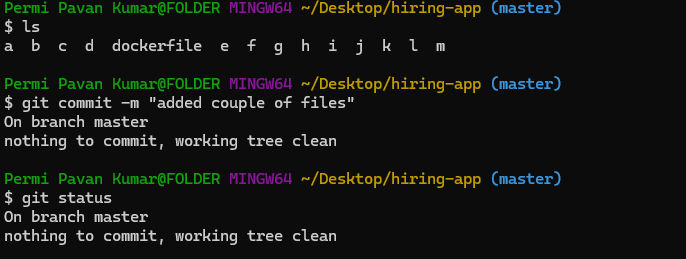 Permi Pavan Kumar@FOLDER MINGW64 ~/Desktop/hiring-app (master)
$ ls
a  b  c  d  dockerfile  e  f  g  h  i  j  k  l  m
Permi Pavan Kumar@FOLDER MINGW64 ~/Desktop/hiring-app (master)
$ git commit -m "added couple of files"
On branch master
nothing to commit, working tree clean
Permi Pavan Kumar@FOLDER MINGW64 ~/Desktop/hiring-app (master)
$ git status
On branch master
nothing to commit, working tree clean